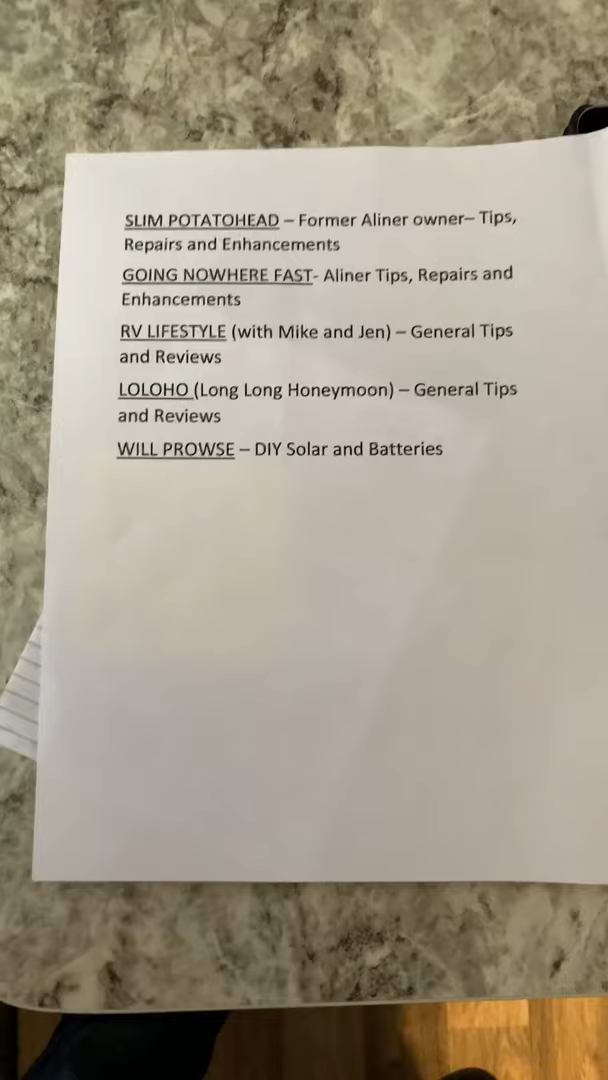 SLIM POTATOHEAD – Former Aliner owner– Tips,
Repairs and Enhancements
GOING NOWHERE FAST- Aliner Tips, Repairs and
Enhancements
RV LIFESTYLE (with Mike and Jen) – General Tips
and Reviews
LOLOHO (Long Long Honeymoon) – General Tips
and Reviews
WILL PROWSE – DIY Solar and Batteries